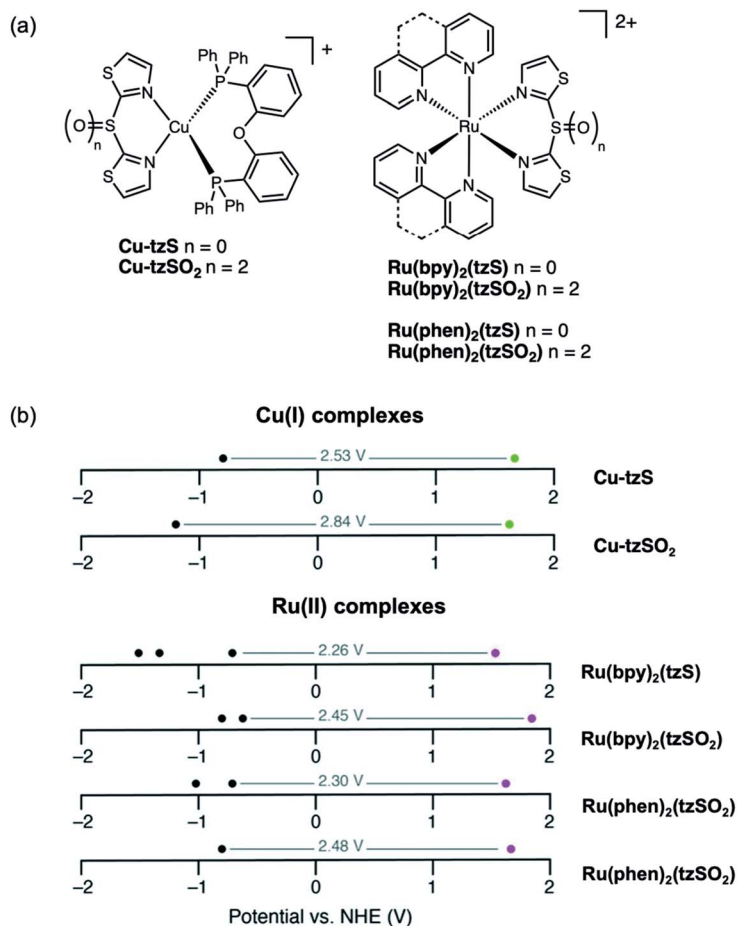 (a)
Ph Ph
S N P
(O=S)n Cu O
S N P
Ph Ph
+
Cu-tzS n = 0
Cu-tzSO2 n = 2
N N S
N Ru S=(O)n
N N N S
2+
Ru(bpy)2(tzS) n = 0
Ru(bpy)2(tzSO2) n = 2
Ru(phen)2(tzS) n = 0
Ru(phen)2(tzSO2) n = 2
(b)
Cu(I) complexes
2.53 V
–2 –1 0 1 2
Cu-tzS
2.84 V
–2 –1 0 1 2
Cu-tzSO2
Ru(II) complexes
2.26 V
–2 –1 0 1 2
Ru(bpy)2(tzS)
2.45 V
–2 –1 0 1 2
Ru(bpy)2(tzSO2)
2.30 V
–2 –1 0 1 2
Ru(phen)2(tzSO2)
2.48 V
–2 –1 0 1 2
Ru(phen)2(tzSO2)
Potential vs. NHE (V)